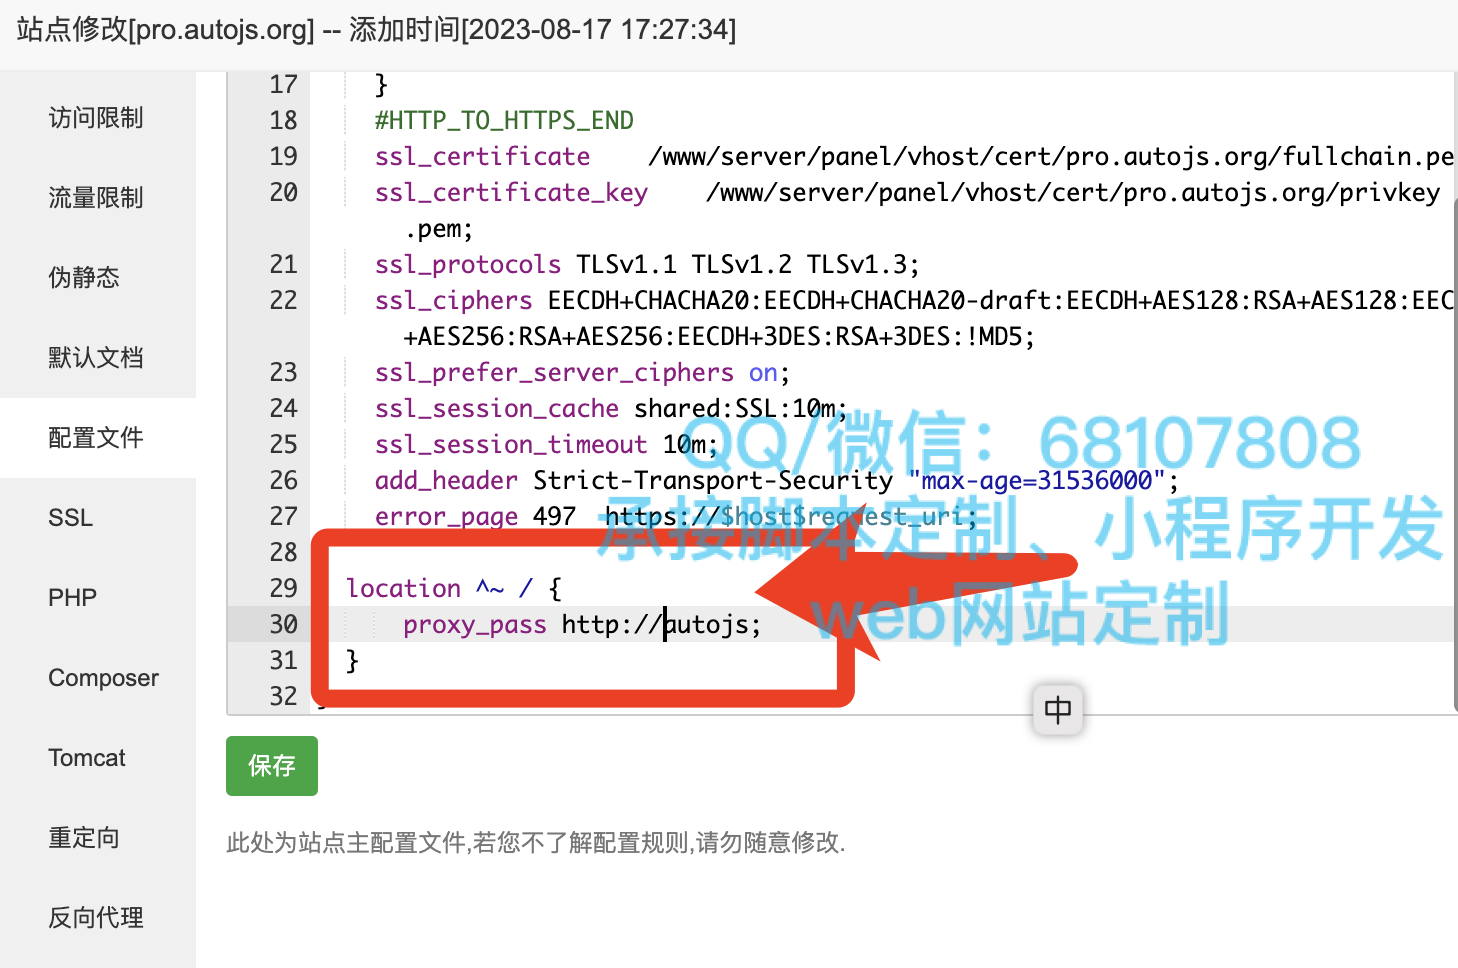 站点修改[pro.autojs.org] -- 添加时间[2023-08-17 17:27:34]
访问限制
流量限制
伪静态
默认文档
配置文件
SSL
PHP
Composer
Tomcat
重定向
反向代理
17 }
18 #HTTP_TO_HTTPS_END
19 ssl_certificate    /www/server/panel/vhost/cert/pro.autojs.org/fullchain.pe
20 ssl_certificate_key    /www/server/panel/vhost/cert/pro.autojs.org/privkey
.pem;
21 ssl_protocols TLSv1.1 TLSv1.2 TLSv1.3;
22 ssl_ciphers EECDH+CHACHA20:EECDH+CHACHA20-draft:EECDH+AES128:RSA+AES128:EEC
+AES256:RSA+AES256:EECDH+3DES:RSA+3DES:!MD5;
23 ssl_prefer_server_ciphers on;
24 ssl_session_cache shared:SSL:10m;
25 ssl_session_timeout 10m;
26 add_header Strict-Transport-Security "max-age=31536000";
27 error_page 497  https://$host$request_uri;
28
29 location ^~ / {
30 proxy_pass http://autojs;
31 }
32
QQ/微信：68107808
承接脚本定制、小程序开发
web网站定制
中
保存
此处为站点主配置文件,若您不了解配置规则,请勿随意修改.